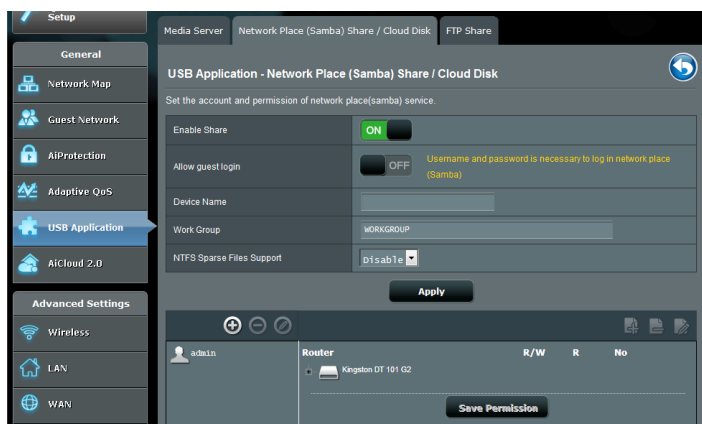 Setup
General
Network Map
Guest Network
AiProtection
Adaptive QoS
USB Application
AiCloud 2.0
Advanced Settings
Wireless
LAN
WAN
Media Server
Network Place (Samba) Share / Cloud Disk
FTP Share
USB Application - Network Place (Samba) Share / Cloud Disk
Set the account and permission of network place(samba) service.
Enable Share
ON
Allow guest login
OFF
Username and password is necessary to log in network place
(Samba)
Device Name
Work Group
WORKGROUP
NTFS Sparse Files Support
Disable
Apply
admin
Router
R/W
R
No
Kingston DT 101 G2
Save Permission